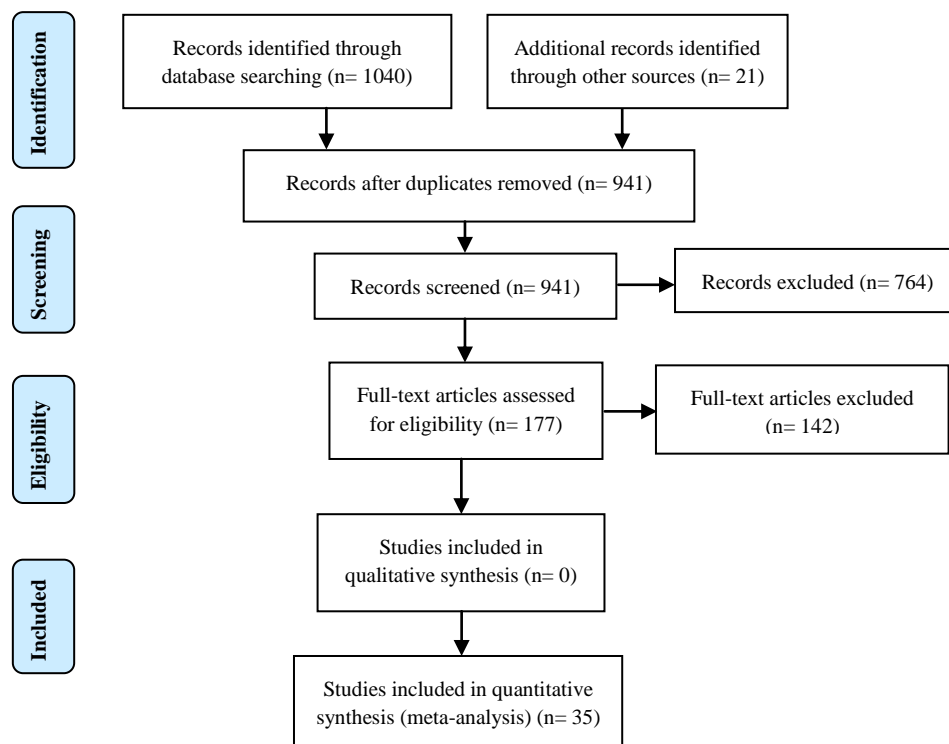 Identification
Records identified through
database searching (n= 1040)
Additional records identified
through other sources (n= 21)
Records after duplicates removed (n= 941)
Screening
Records screened (n= 941)
Records excluded (n= 764)
Eligibility
Full-text articles assessed
for eligibility (n= 177)
Full-text articles excluded
(n= 142)
Included
Studies included in
qualitative synthesis (n= 0)
Studies included in quantitative
synthesis (meta-analysis) (n= 35)